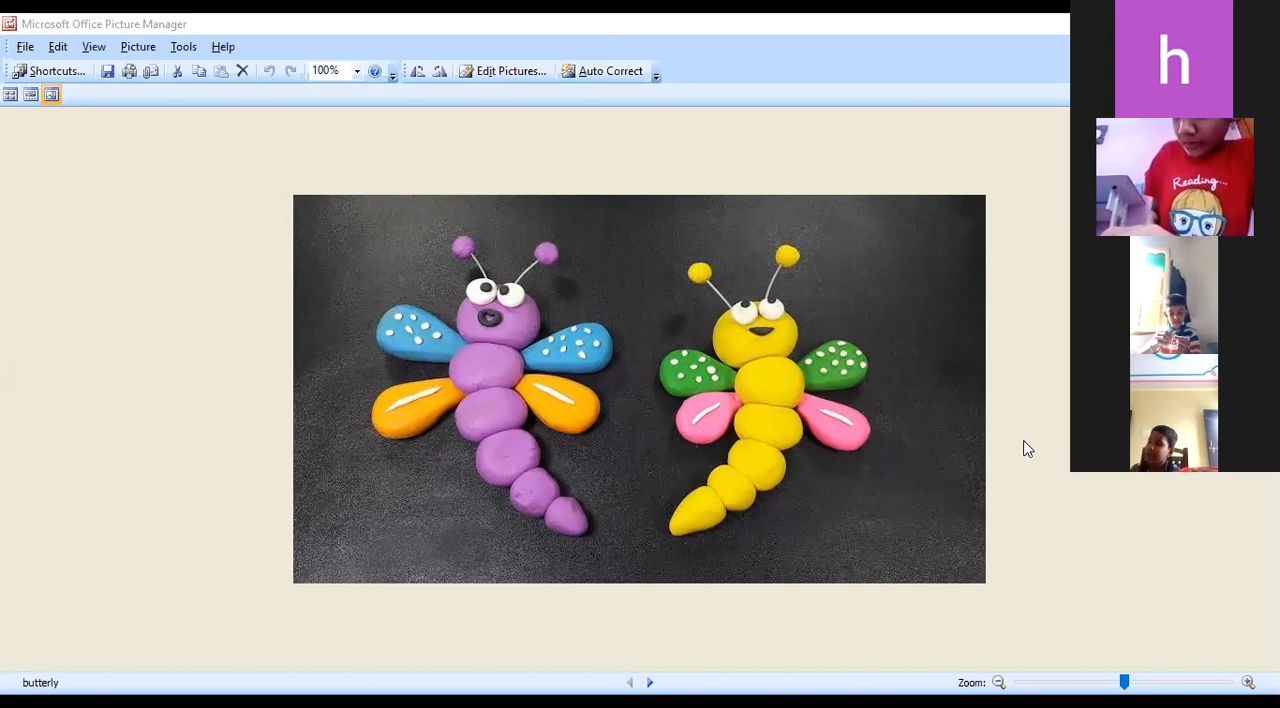 Microsoft Office Picture Manager
File Edit View Picture Tools Help
Shortcuts... 100% Edit Pictures... Auto Correct
h
Reading...
butterly
Zoom: